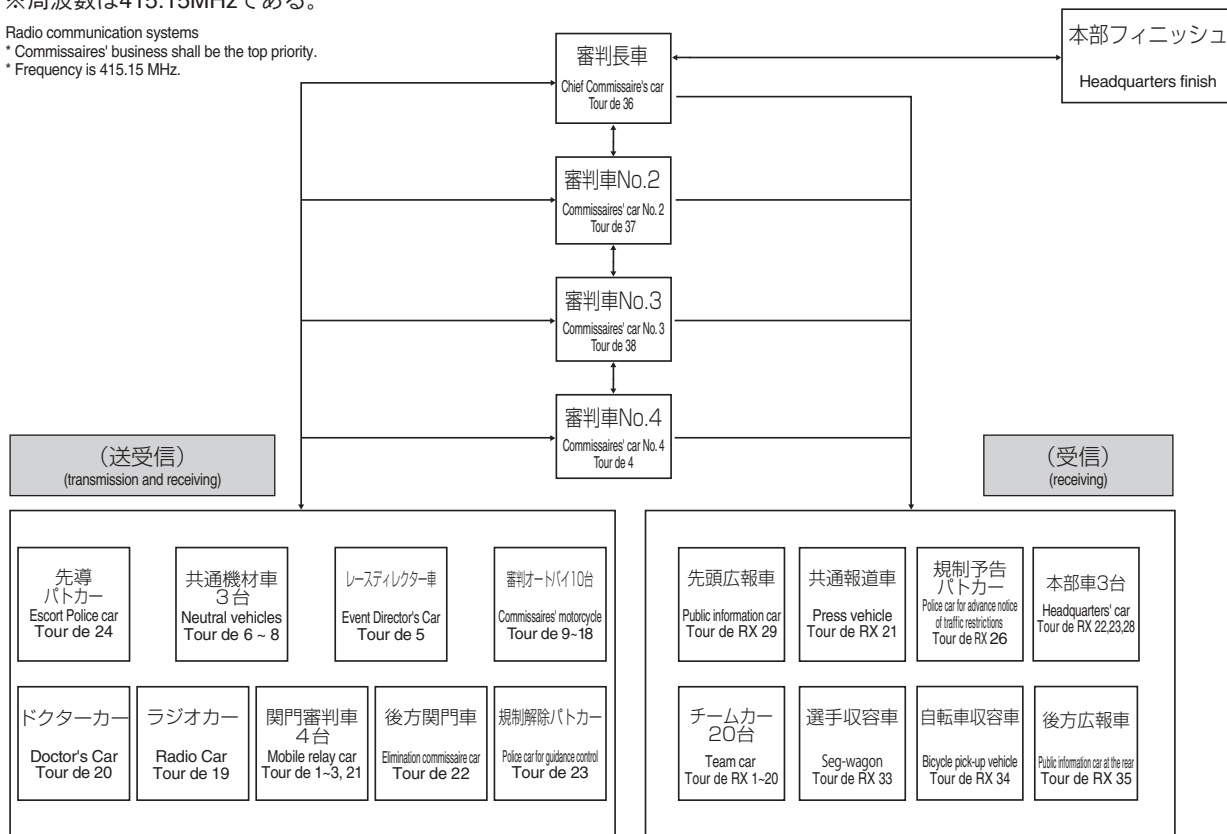 ※周波数は415.15MHzである。
Radio communication systems
* Commissaires' business shall be the top priority.
* Frequency is 415.15 MHz.
審判長車
Chief Commissaire's car
Tour de 36
本部フィニッシュ
Headquarters finish
審判車No.2
Commissaires' car No. 2
Tour de 37
審判車No.3
Commissaires' car No. 3
Tour de 38
審判車No.4
Commissaires' car No. 4
Tour de 4
（送受信）
(transmission and receiving)
（受信）
(receiving)
先導
パトカー
Escort Police car
Tour de 24
共通機材車
3台
Neutral vehicles
Tour de 6 ~ 8
レースディレクター車
Event Director's Car
Tour de 5
審判オートバイ10台
Commissaires' motorcycle
Tour de 9~18
ドクターカー
Doctor's Car
Tour de 20
ラジオカー
Radio Car
Tour de 19
関門審判車
4台
Mobile relay car
Tour de 1~3, 21
後方関門車
Elimination commissaire car
Tour de 22
規制解除パトカー
Police car for guidance control
Tour de 23
先頭広報車
Public information car
Tour de RX 29
共通報道車
Press vehicle
Tour de RX 21
規制予告
パトカー
Police car for advance notice
of traffic restrictions
Tour de RX 26
本部車3台
Headquarters' car
Tour de RX 22,23,28
チームカー
20台
Team car
Tour de RX 1~20
選手収容車
Seg-wagon
Tour de RX 33
自転車収容車
Bicycle pick-up vehicle
Tour de RX 34
後方広報車
Public information car at the rear
Tour de RX 35